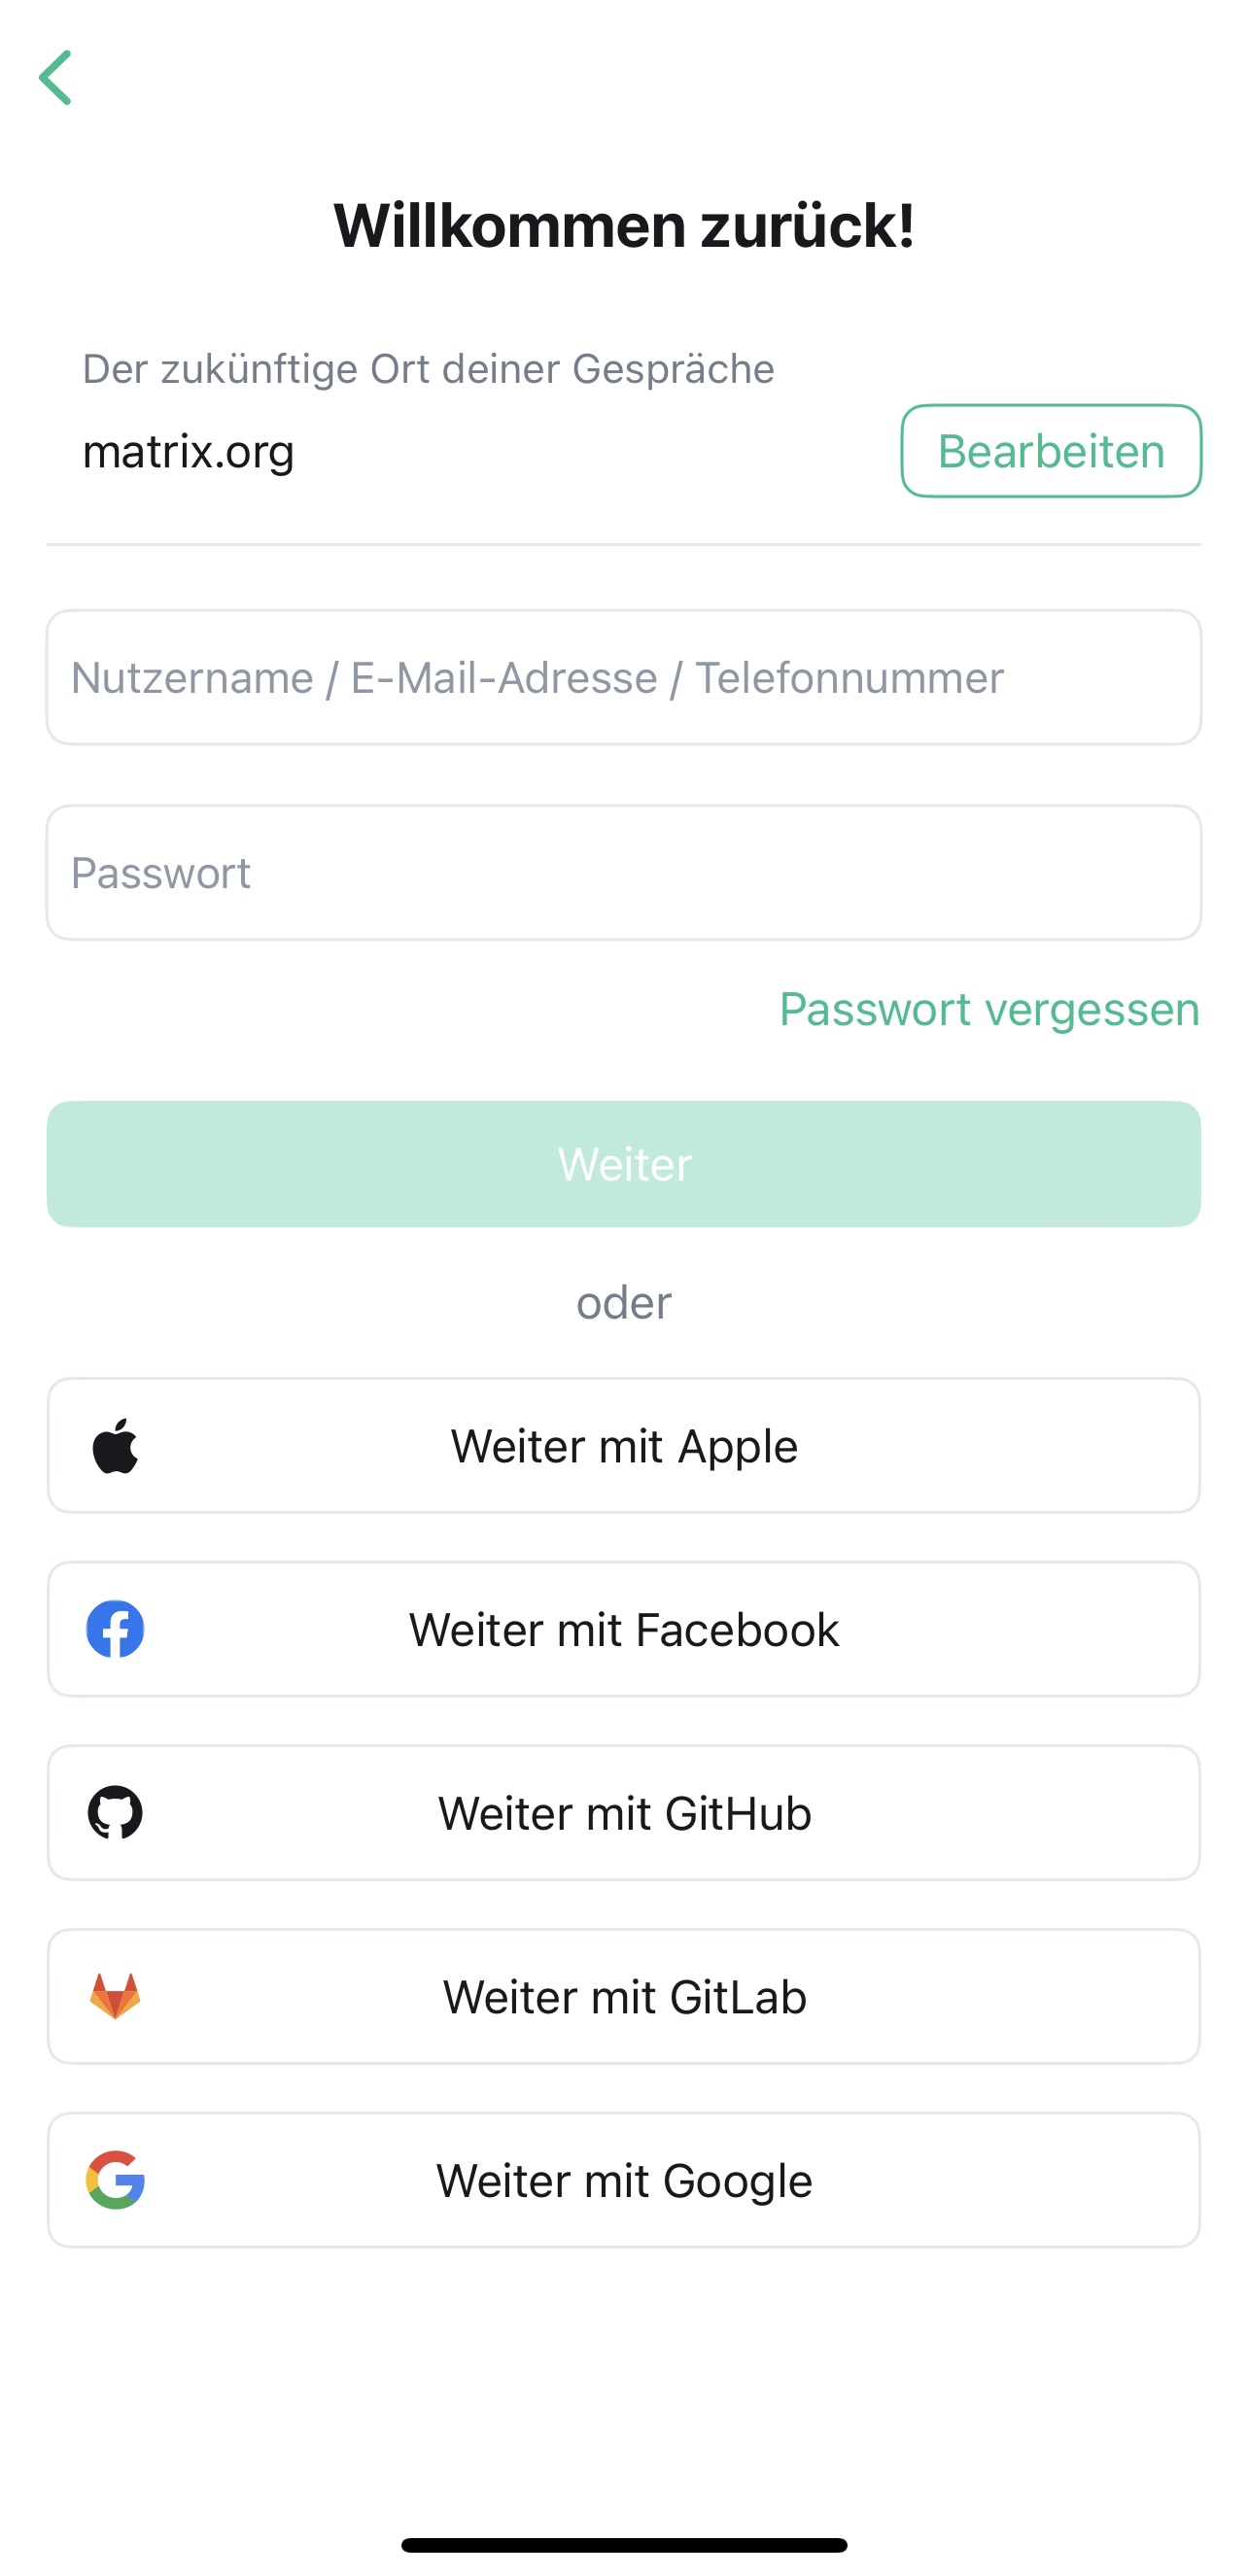 Willkommen zurück!
Der zukünftige Ort deiner Gespräche
matrix.org
Bearbeiten
Nutzername / E-Mail-Adresse / Telefonnummer
Passwort
Passwort vergessen
Weiter
oder
Weiter mit Apple
Weiter mit Facebook
Weiter mit GitHub
Weiter mit GitLab
Weiter mit Google